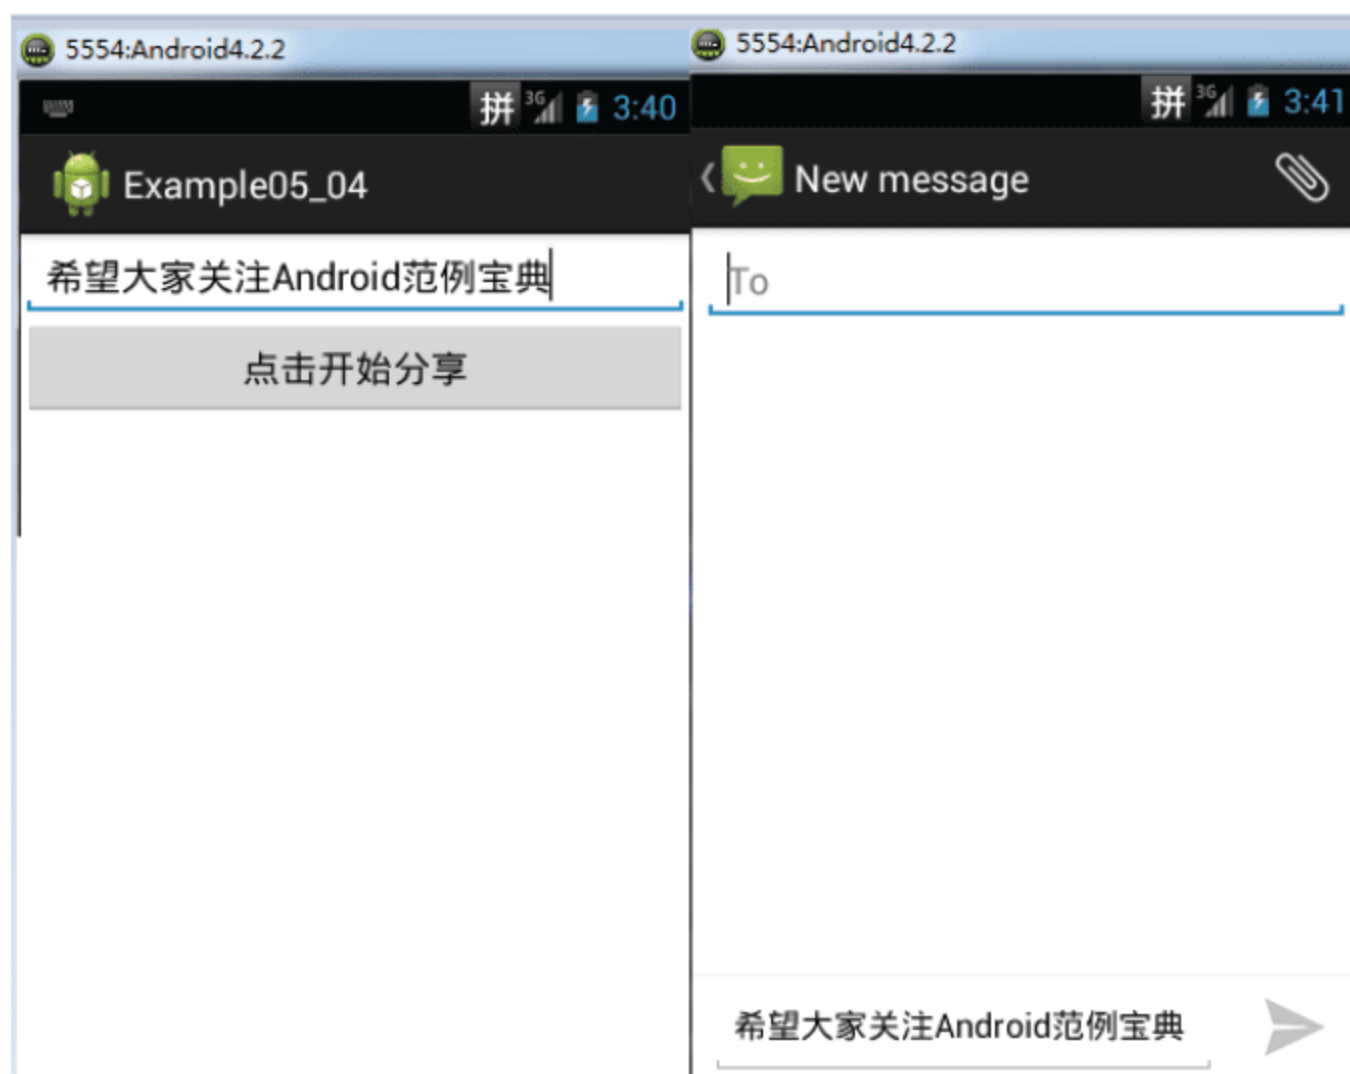 5554:Android4.2.2
拼 3G 3:40
Example05_04
希望大家关注Android范例宝典
点击开始分享
5554:Android4.2.2
拼 3G 3:41
New message
To
希望大家关注Android范例宝典